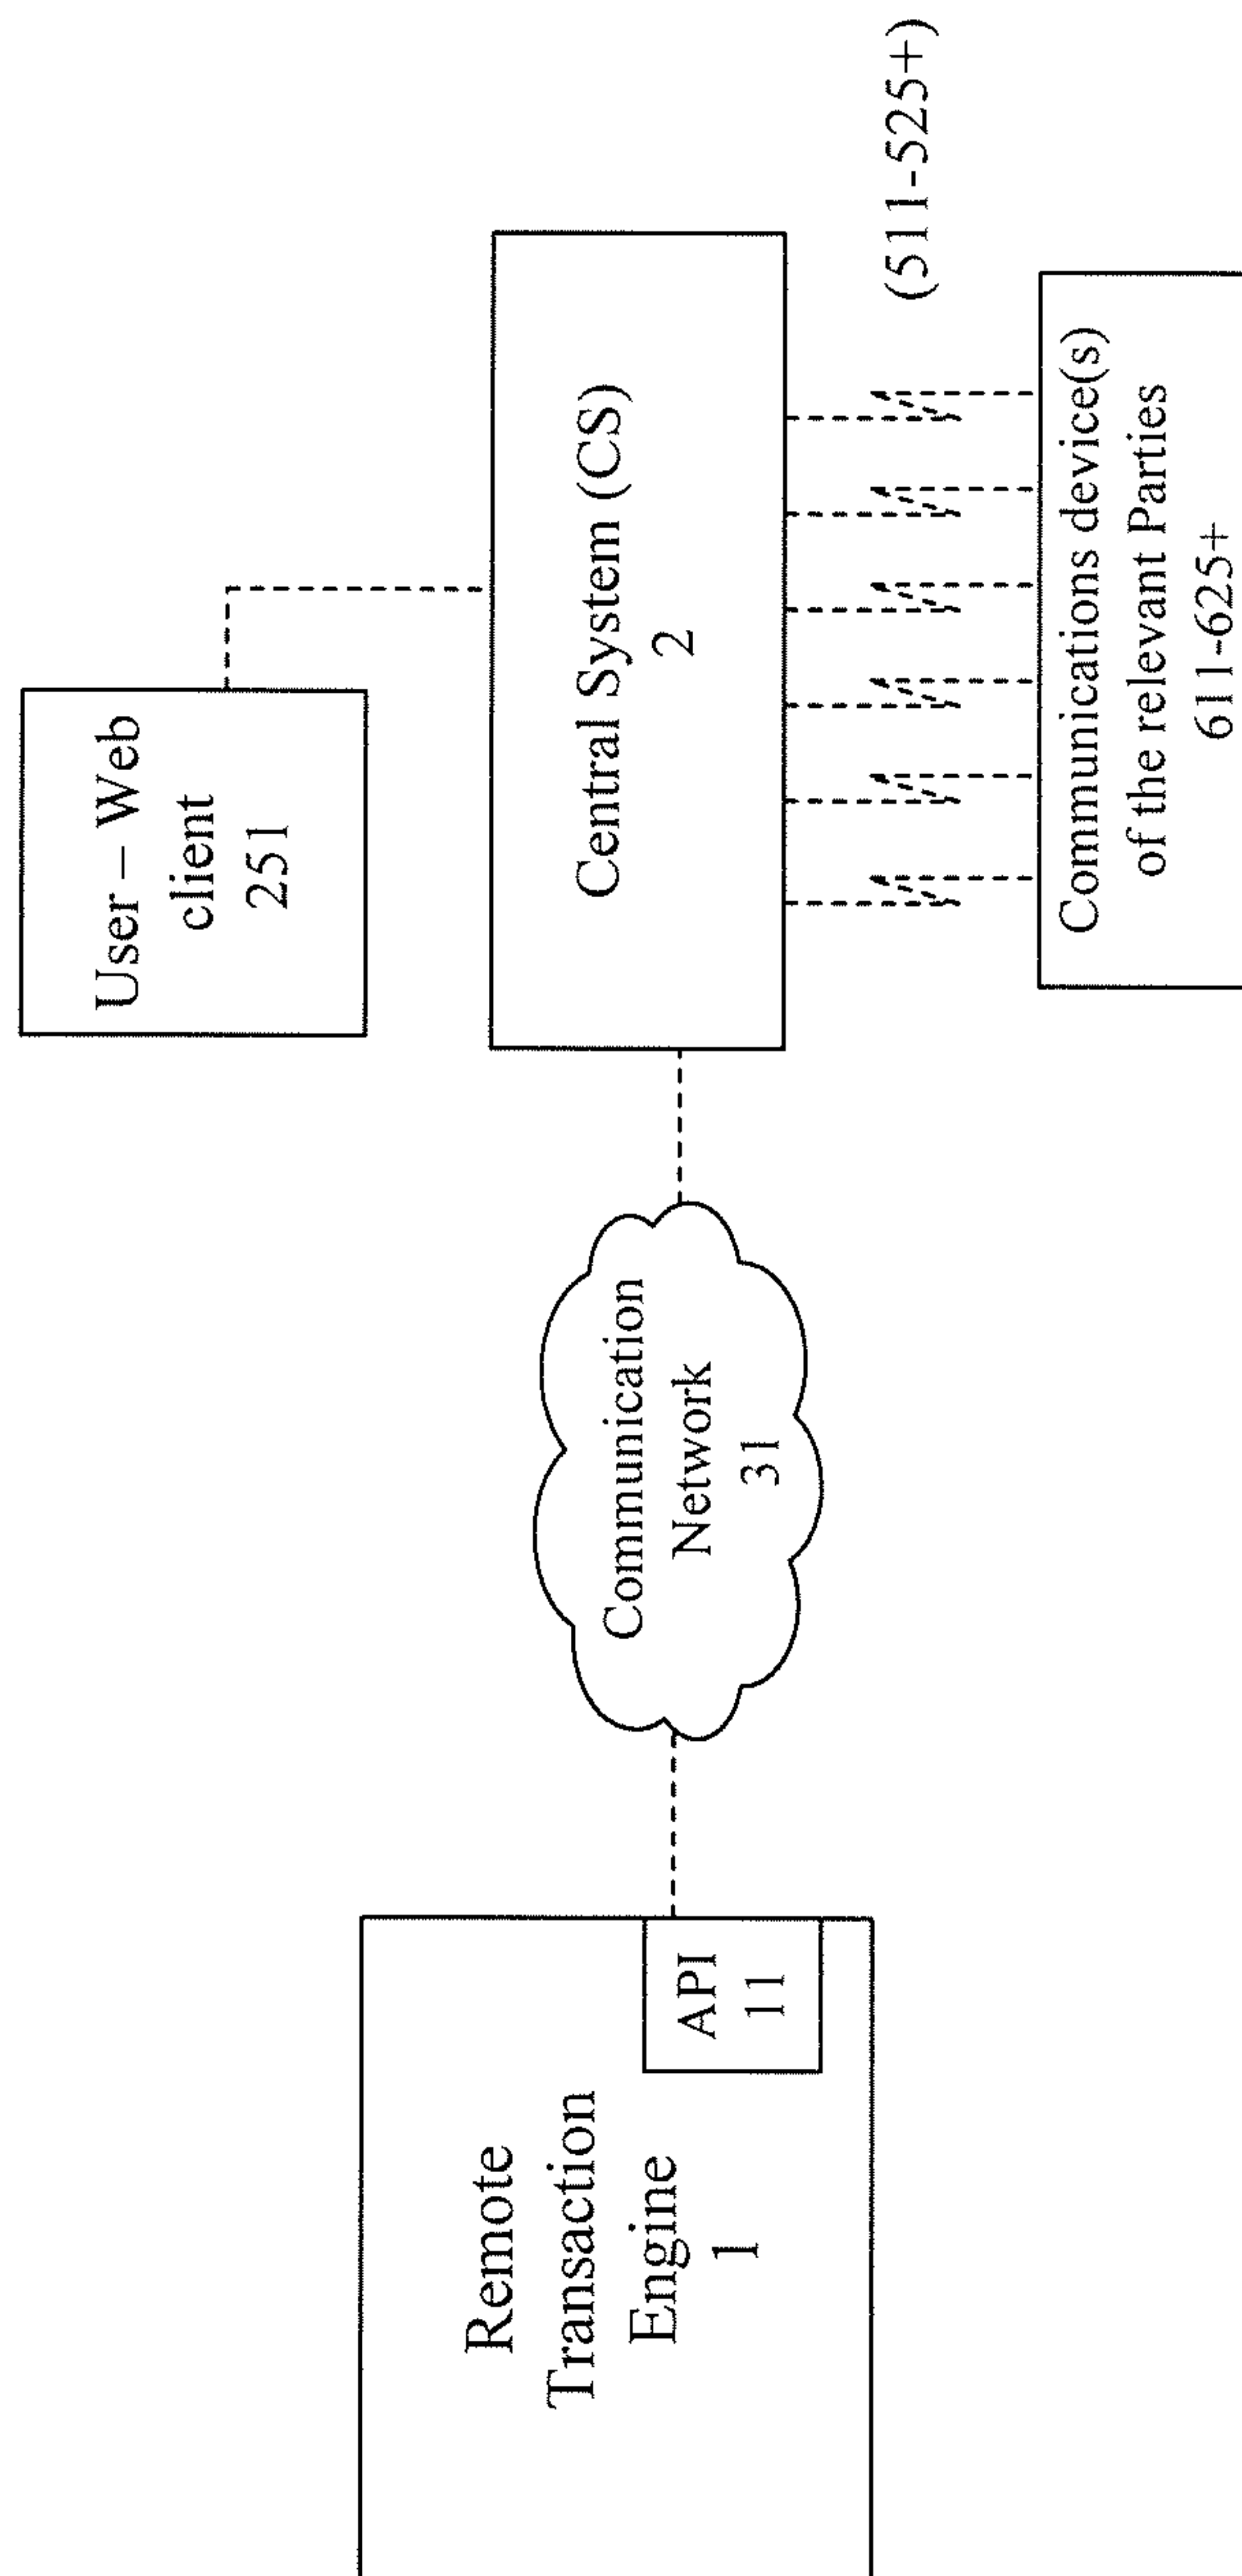 User – Web
client
251
Central System (CS)
2
(511-525+)
Communications device(s)
of the relevant Parties
611-625+
Communication
Network
31
Remote
Transaction
Engine
1
API
11